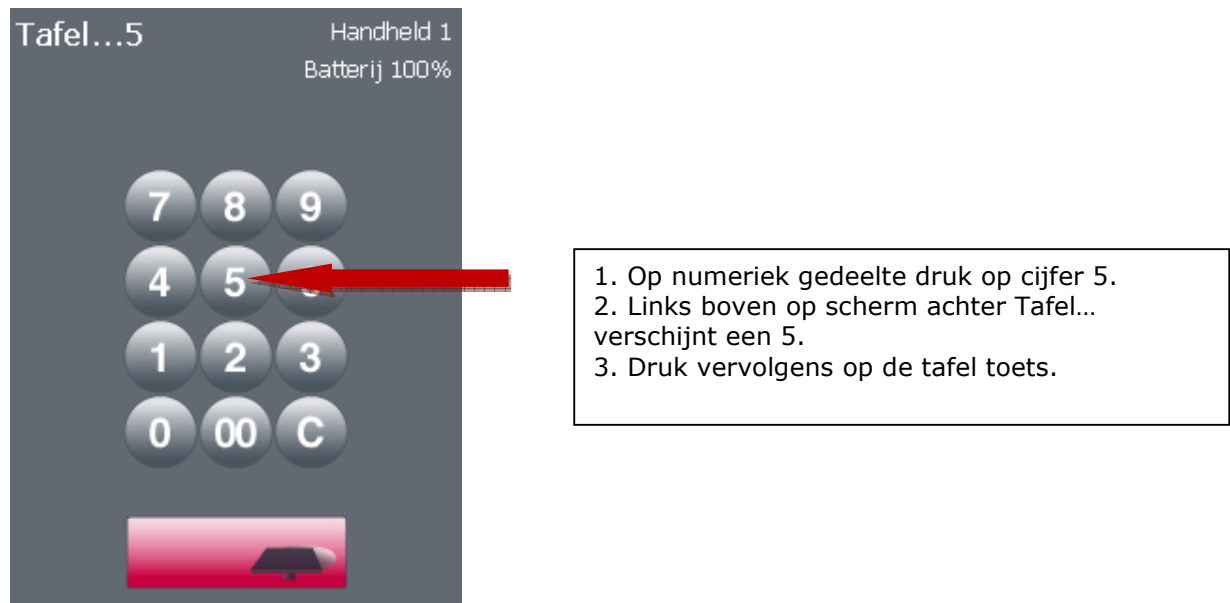 Tafel...5
Handheld 1
Batterij 100%
7 8 9
4 5
1 2 3
0 00 C
1. Op numeriek gedeelte druk op cijfer 5.
2. Links boven op scherm achter Tafel…
verschijnt een 5.
3. Druk vervolgens op de tafel toets.